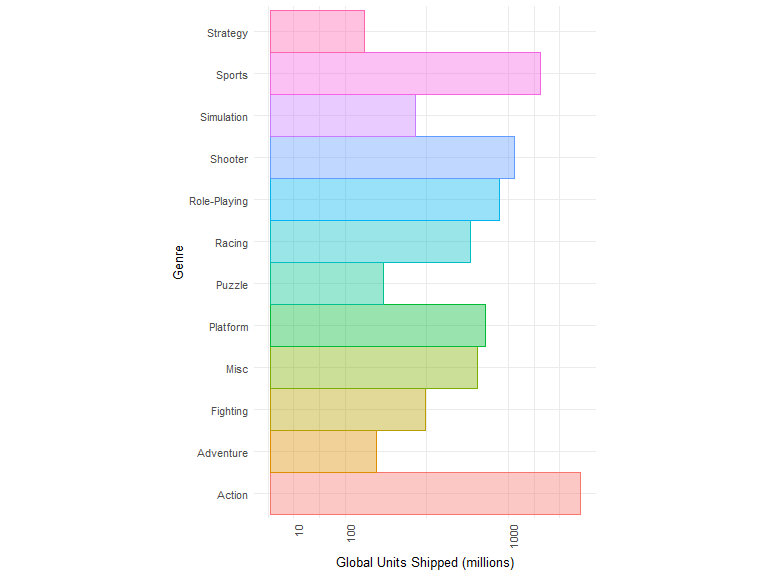 Strategy
Sports
Simulation
Shooter
Role-Playing
Racing
Puzzle
Platform
Misc
Fighting
Adventure
Action
Genre
10
100
1000
Global Units Shipped (millions)